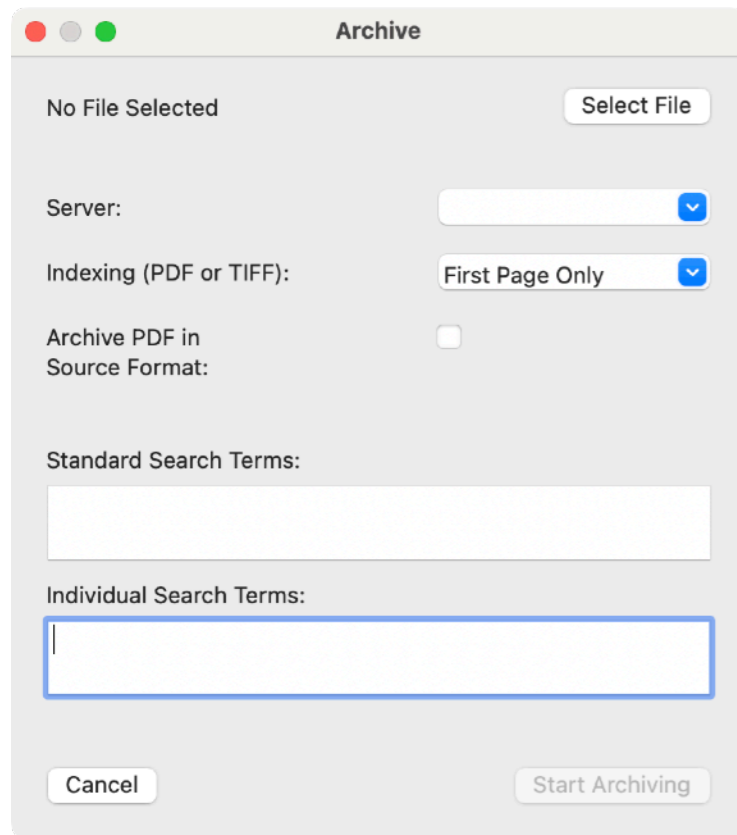 Archive
No File Selected
Select File
Server:
Indexing (PDF or TIFF):
First Page Only
Archive PDF in
Source Format:
Standard Search Terms:
Individual Search Terms:
Cancel
Start Archiving